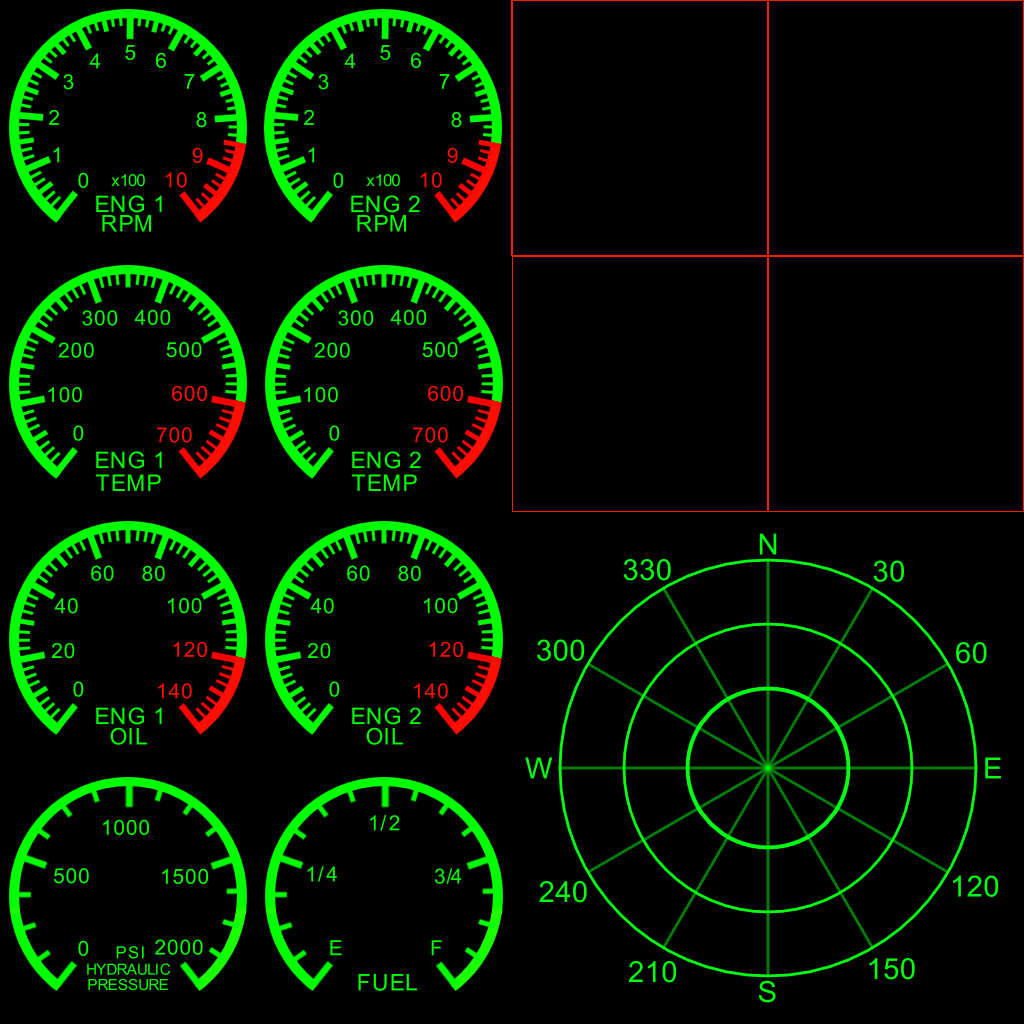 0 1 2 3 4 5 6 7 8 9 10
x100
ENG 1
RPM
0 1 2 3 4 5 6 7 8 9 10
x100
ENG 2
RPM
0 100 200 300 400 500 600 700
ENG 1
TEMP
0 100 200 300 400 500 600 700
ENG 2
TEMP
0 20 40 60 80 100 120 140
ENG 1
OIL
0 20 40 60 80 100 120 140
ENG 2
OIL
0 500 1000 1500 2000
PSI
HYDRAULIC
PRESSURE
E 1/4 1/2 3/4 F
FUEL
N
330 30
300 60
W E
240 120
210 150
S